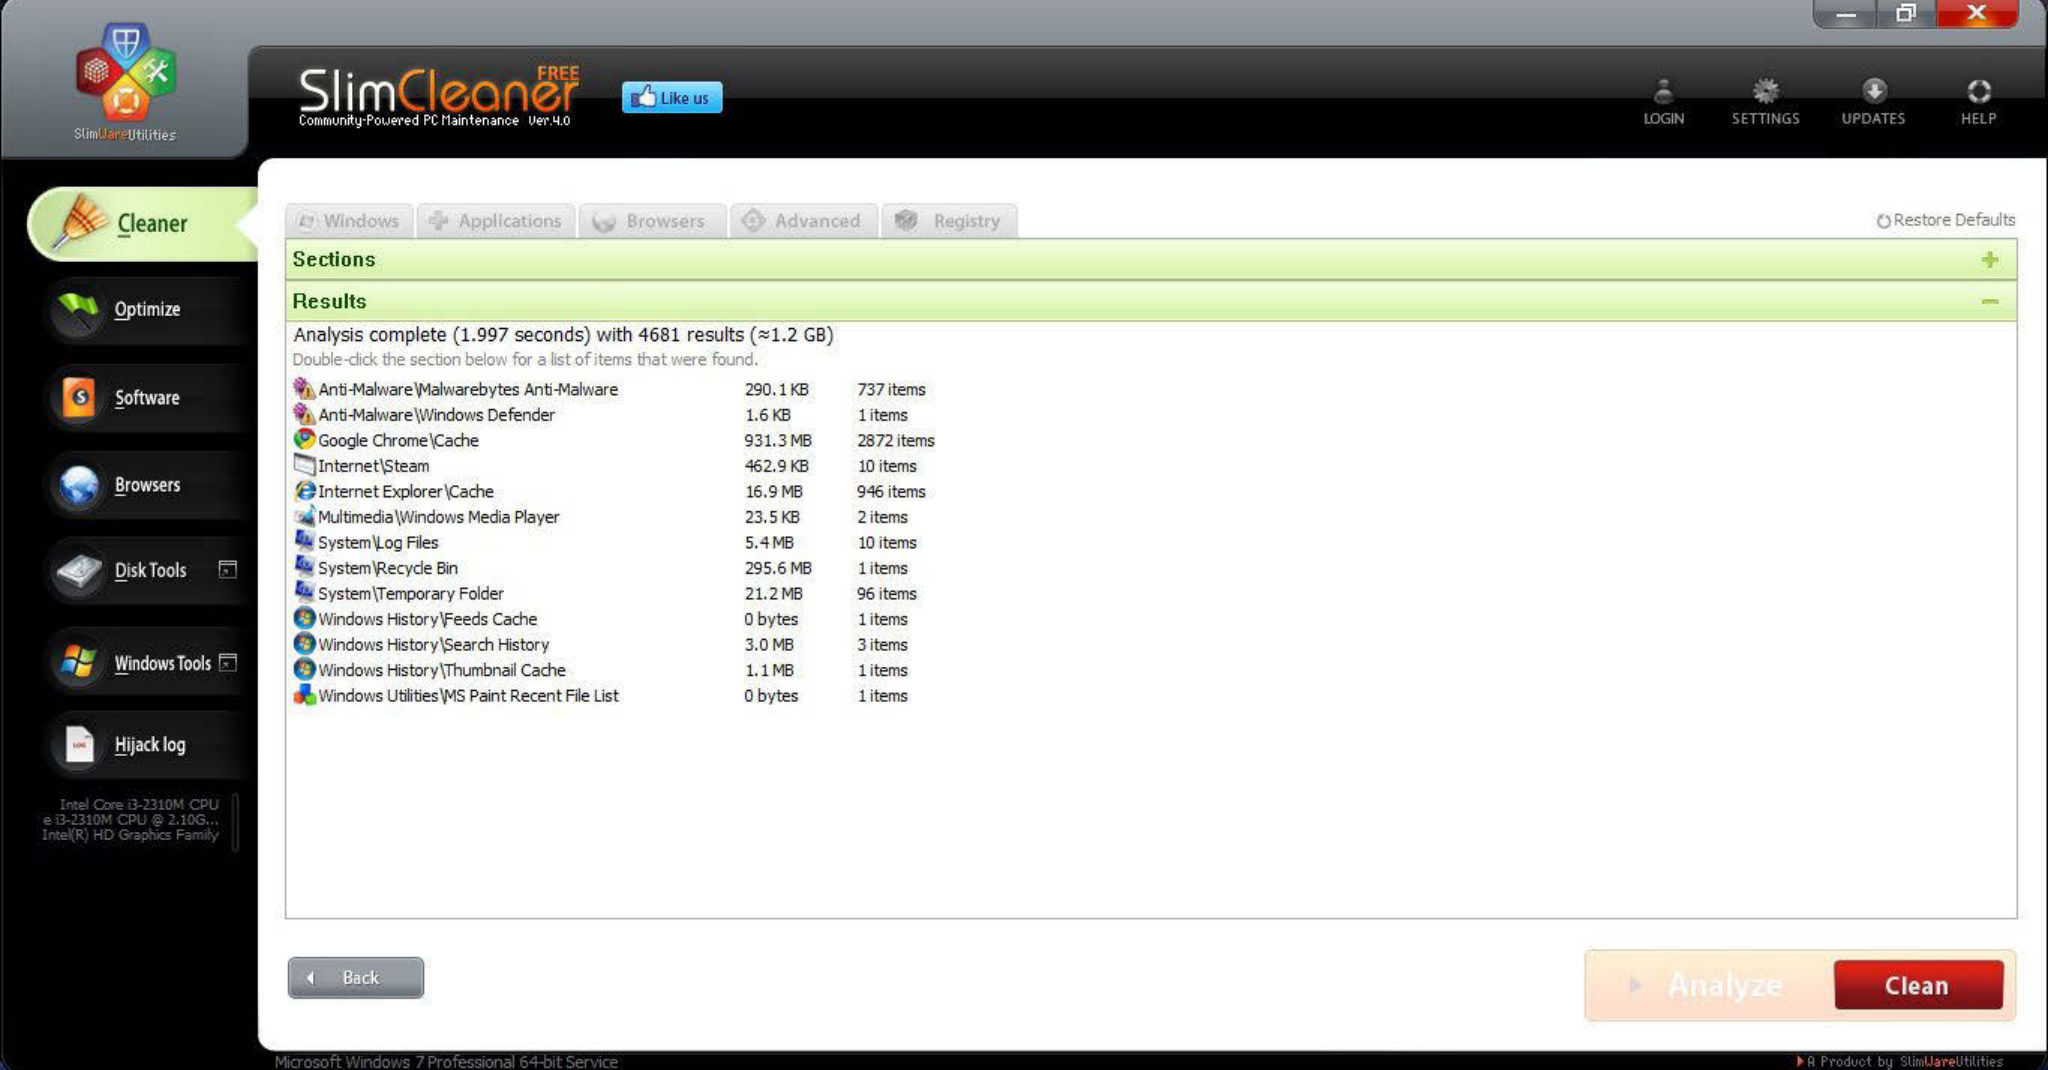 SlimWareUtilities
SlimCleaner FREE
Community-Powered PC Maintenance Ver.4.0
Like us
LOGIN
SETTINGS
UPDATES
HELP
Cleaner
Optimize
Software
Browsers
Disk Tools
Windows Tools
Hijack log
Intel Core i3-2310M CPU
e i3-2310M CPU @ 2.10G...
Intel(R) HD Graphics Family
Windows
Applications
Browsers
Advanced
Registry
Restore Defaults
Sections
Results
Analysis complete (1.997 seconds) with 4681 results (≈1.2 GB)
Double-click the section below for a list of items that were found.
Anti-Malware\Malwarebytes Anti-Malware 290.1 KB 737 items
Anti-Malware\Windows Defender 1.6 KB 1 items
Google Chrome\Cache 931.3 MB 2872 items
Internet\Steam 462.9 KB 10 items
Internet Explorer\Cache 16.9 MB 946 items
Multimedia\Windows Media Player 23.5 KB 2 items
System\Log Files 5.4 MB 10 items
System\Recycle Bin 295.6 MB 1 items
System\Temporary Folder 21.2 MB 96 items
Windows History\Feeds Cache 0 bytes 1 items
Windows History\Search History 3.0 MB 3 items
Windows History\Thumbnail Cache 1.1 MB 1 items
Windows Utilities\MS Paint Recent File List 0 bytes 1 items
Back
Analyze
Clean
Microsoft Windows 7 Professional 64-bit Service
A Product by SlimWareUtilities